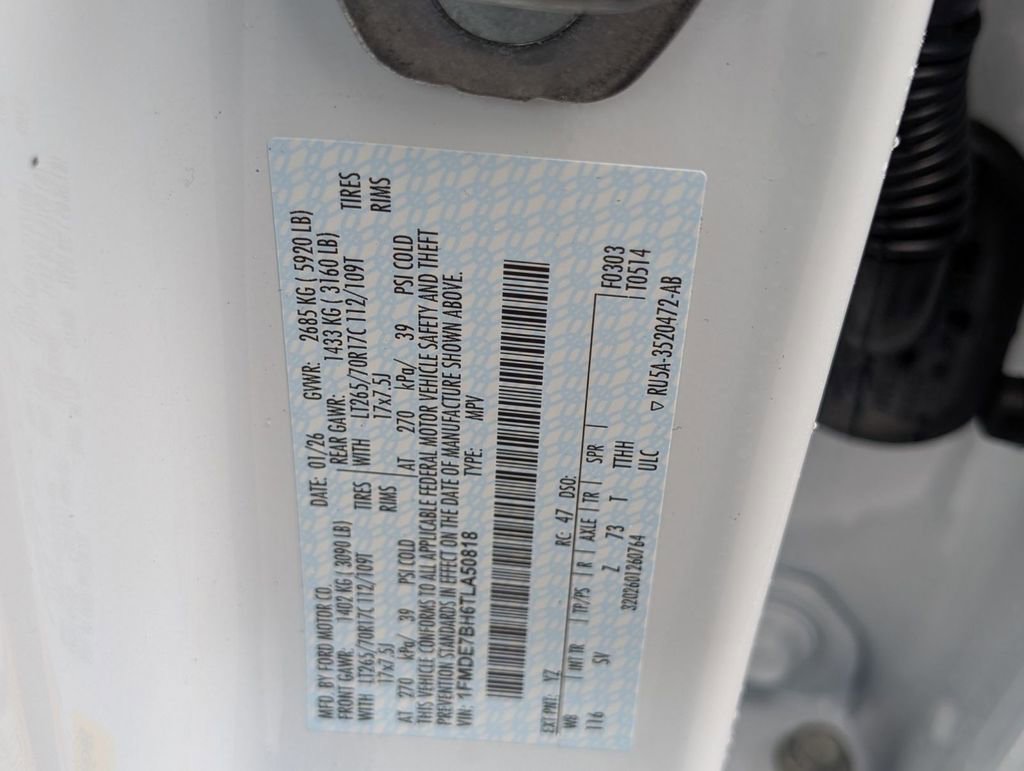 MFD BY FORD MOTOR CO. DATE: 01/26 GVWR: 2685 KG ( 5920 LB)
FRONT GAWR: 1402 KG ( 3090 LB) REAR GAWR: 1433 KG ( 3160 LB)
WITH LT265/70R17C 112/109T TIRES WITH LT265/70R17C 112/109T TIRES
17x7.5J RIMS 17x7.5J RIMS
AT 270 kPa/ 39 PSI COLD AT 270 kPa/ 39 PSI COLD
THIS VEHICLE CONFORMS TO ALL APPLICABLE FEDERAL MOTOR VEHICLE SAFETY AND THEFT
PREVENTION STANDARDS IN EFFECT ON THE DATE OF MANUFACTURE SHOWN ABOVE.
VIN: 1FMDE7BH6TLA50818 TYPE: MPV
EXT PNT: YZ RC: 47 DSO: F0303
WB INT TR TP/PS R AXLE TR SPR T0514
116 SV Z 73 T TTHH
ULC
3202601260764 ▽ RU5A-3520472-AB